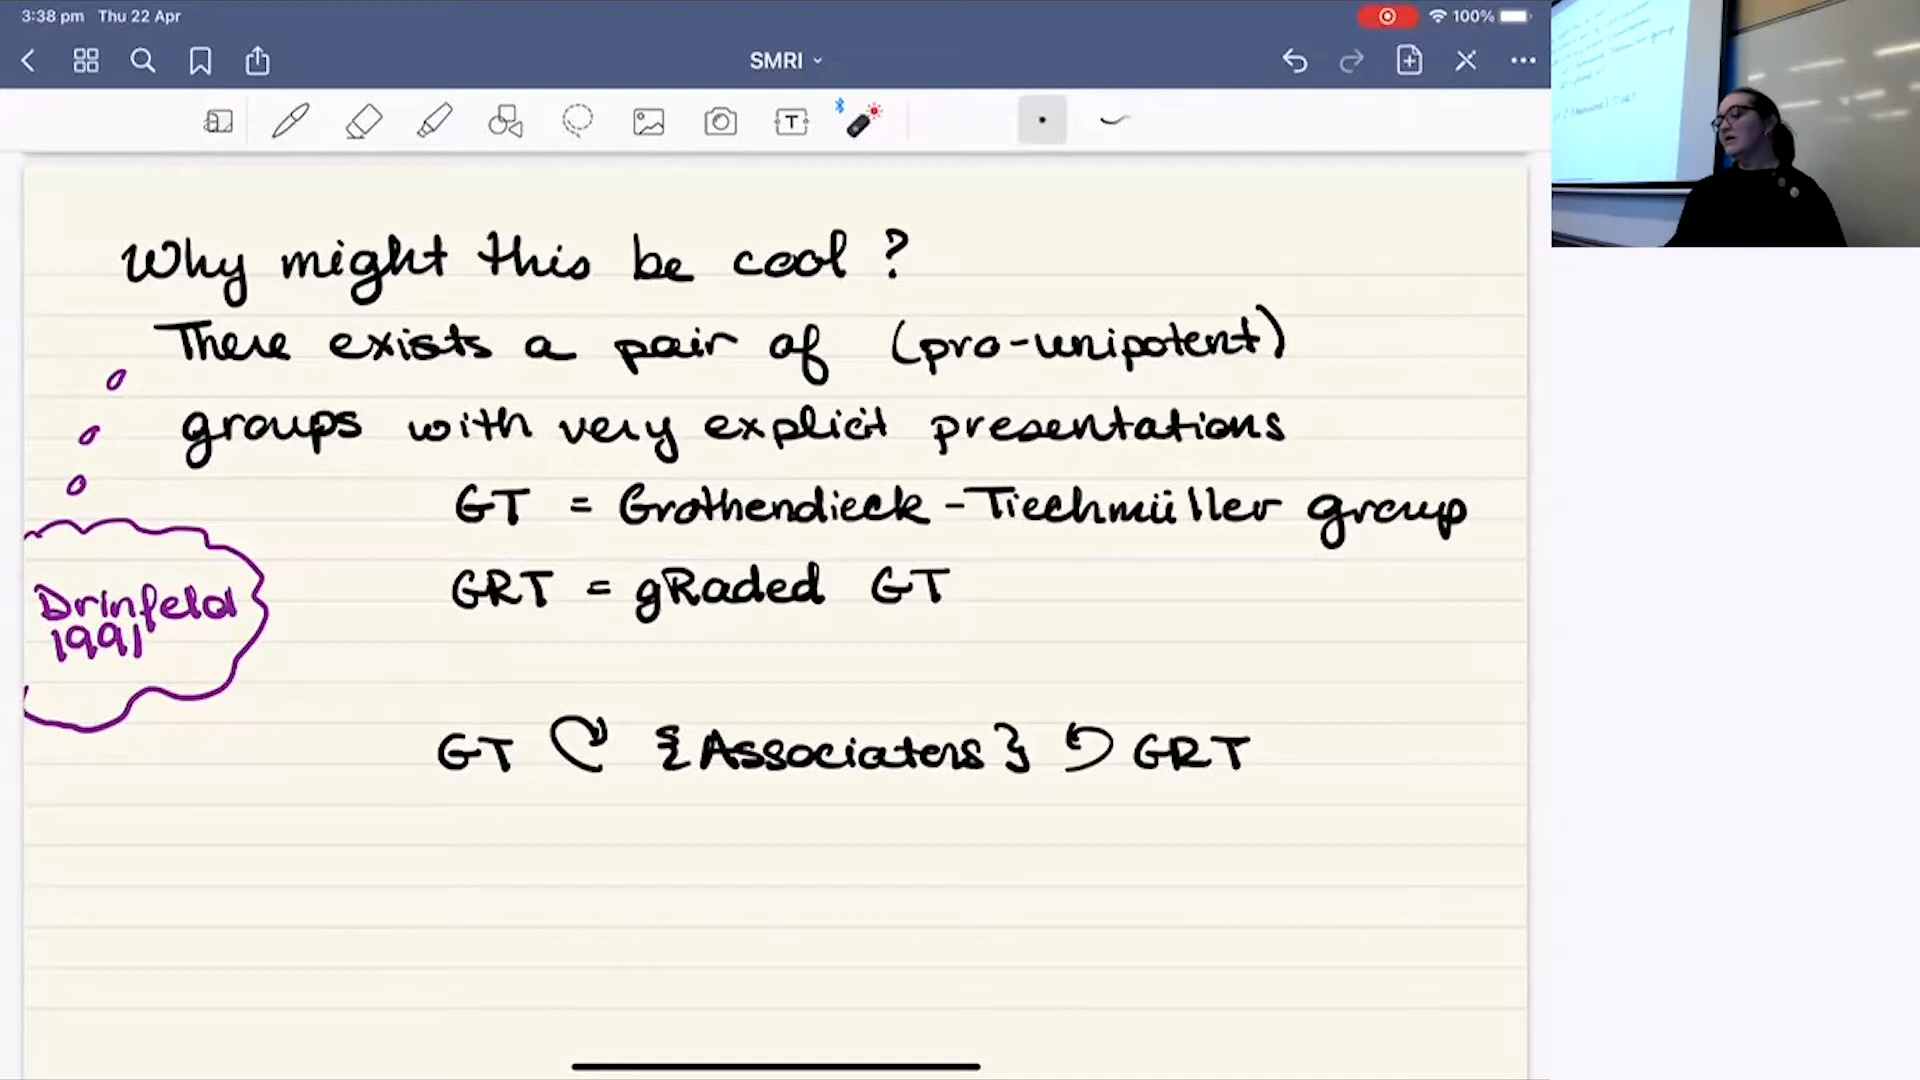 3:38 pm Thu 22 Apr
100%
SMRI
T
Why might this be cool ?
There exists a pair of (pro-unipotent)
groups with very explicit presentations
GT = Grothendieck-Tiechmüller group
GRT = gRaded GT
Drinfeld
1991
GT {Associaters} GRT